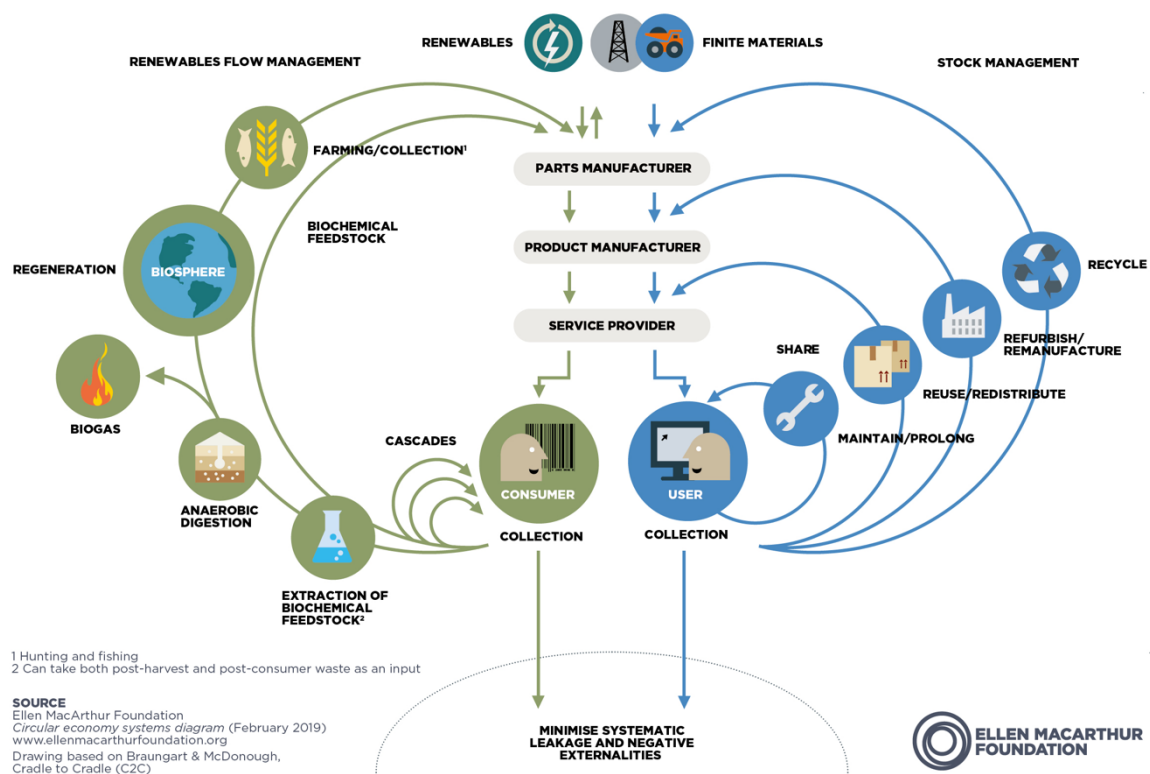 RENEWABLES
FINITE MATERIALS
RENEWABLES FLOW MANAGEMENT
STOCK MANAGEMENT
FARMING/COLLECTION¹
PARTS MANUFACTURER
BIOCHEMICAL
FEEDSTOCK
PRODUCT MANUFACTURER
REGENERATION
BIOSPHERE
RECYCLE
SERVICE PROVIDER
SHARE
REFURBISH/
REMANUFACTURE
REUSE/REDISTRIBUTE
BIOGAS
CASCADES
MAINTAIN/PROLONG
CONSUMER
USER
ANAEROBIC
DIGESTION
COLLECTION
COLLECTION
EXTRACTION OF
BIOCHEMICAL
FEEDSTOCK²
1 Hunting and fishing
2 Can take both post-harvest and post-consumer waste as an input
SOURCE
Ellen MacArthur Foundation
Circular economy systems diagram (February 2019)
www.ellenmacarthurfoundation.org
Drawing based on Braungart & McDonough,
Cradle to Cradle (C2C)
MINIMISE SYSTEMATIC
LEAKAGE AND NEGATIVE
EXTERNALITIES
ELLEN MACARTHUR
FOUNDATION